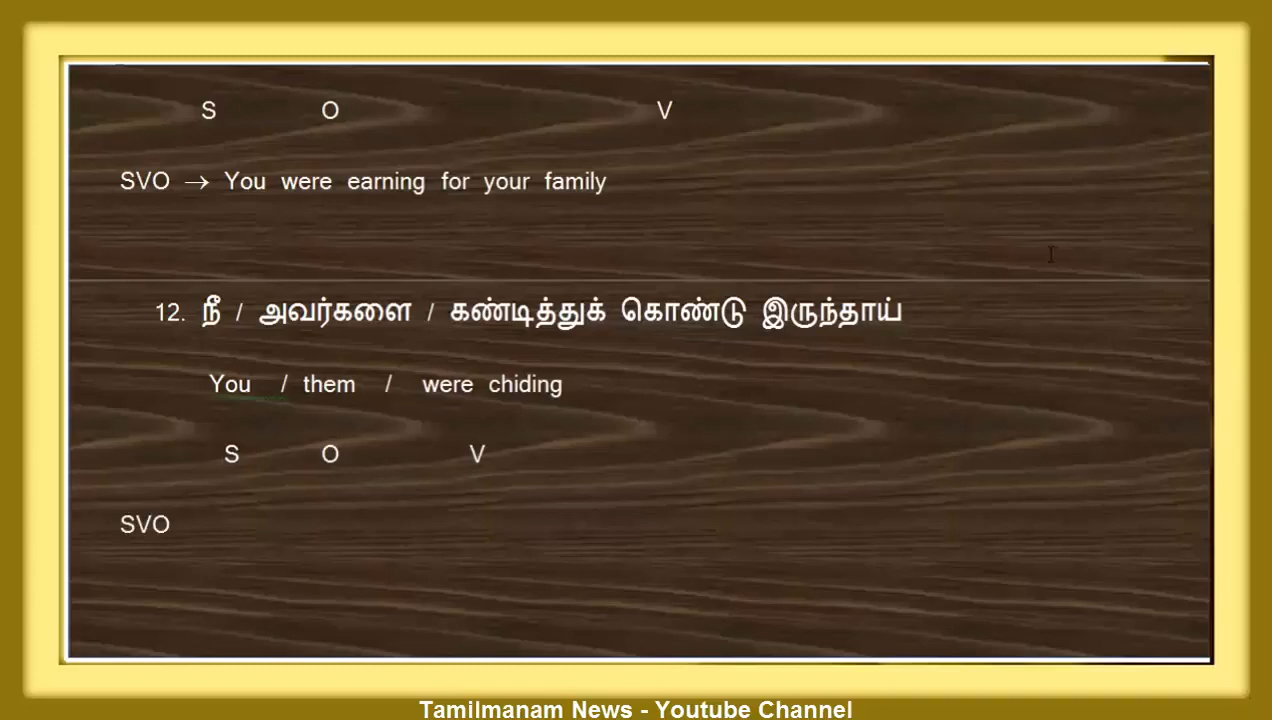 S O V
SVO → You were earning for your family
12. நீ / அவர்களை / கண்டித்துக் கொண்டு இருந்தாய்
You / them / were chiding
S O V
SVO
Tamilmanam News - Youtube Channel